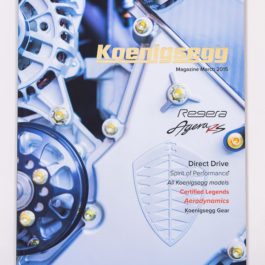 Koenigsegg
Magazine March 2015
Regera
Agera RS
Direct Drive
'Spirit of Performance'
All Koenigsegg models
Certified Legends
Aerodynamics
Koenigsegg Gear